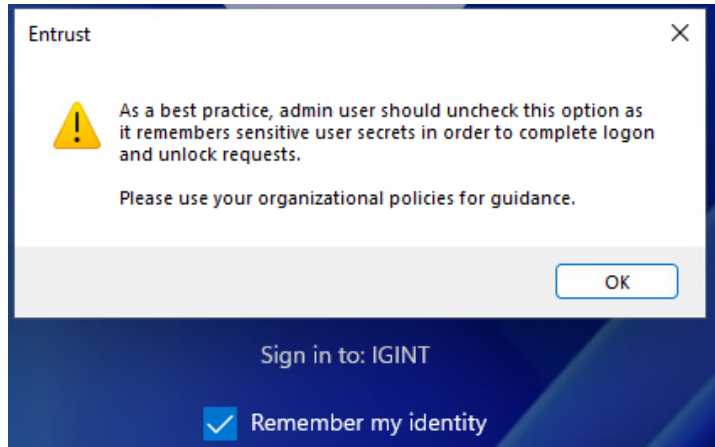 Entrust
As a best practice, admin user should uncheck this option as
it remembers sensitive user secrets in order to complete logon
and unlock requests.
Please use your organizational policies for guidance.
OK
Sign in to: IGINT
Remember my identity